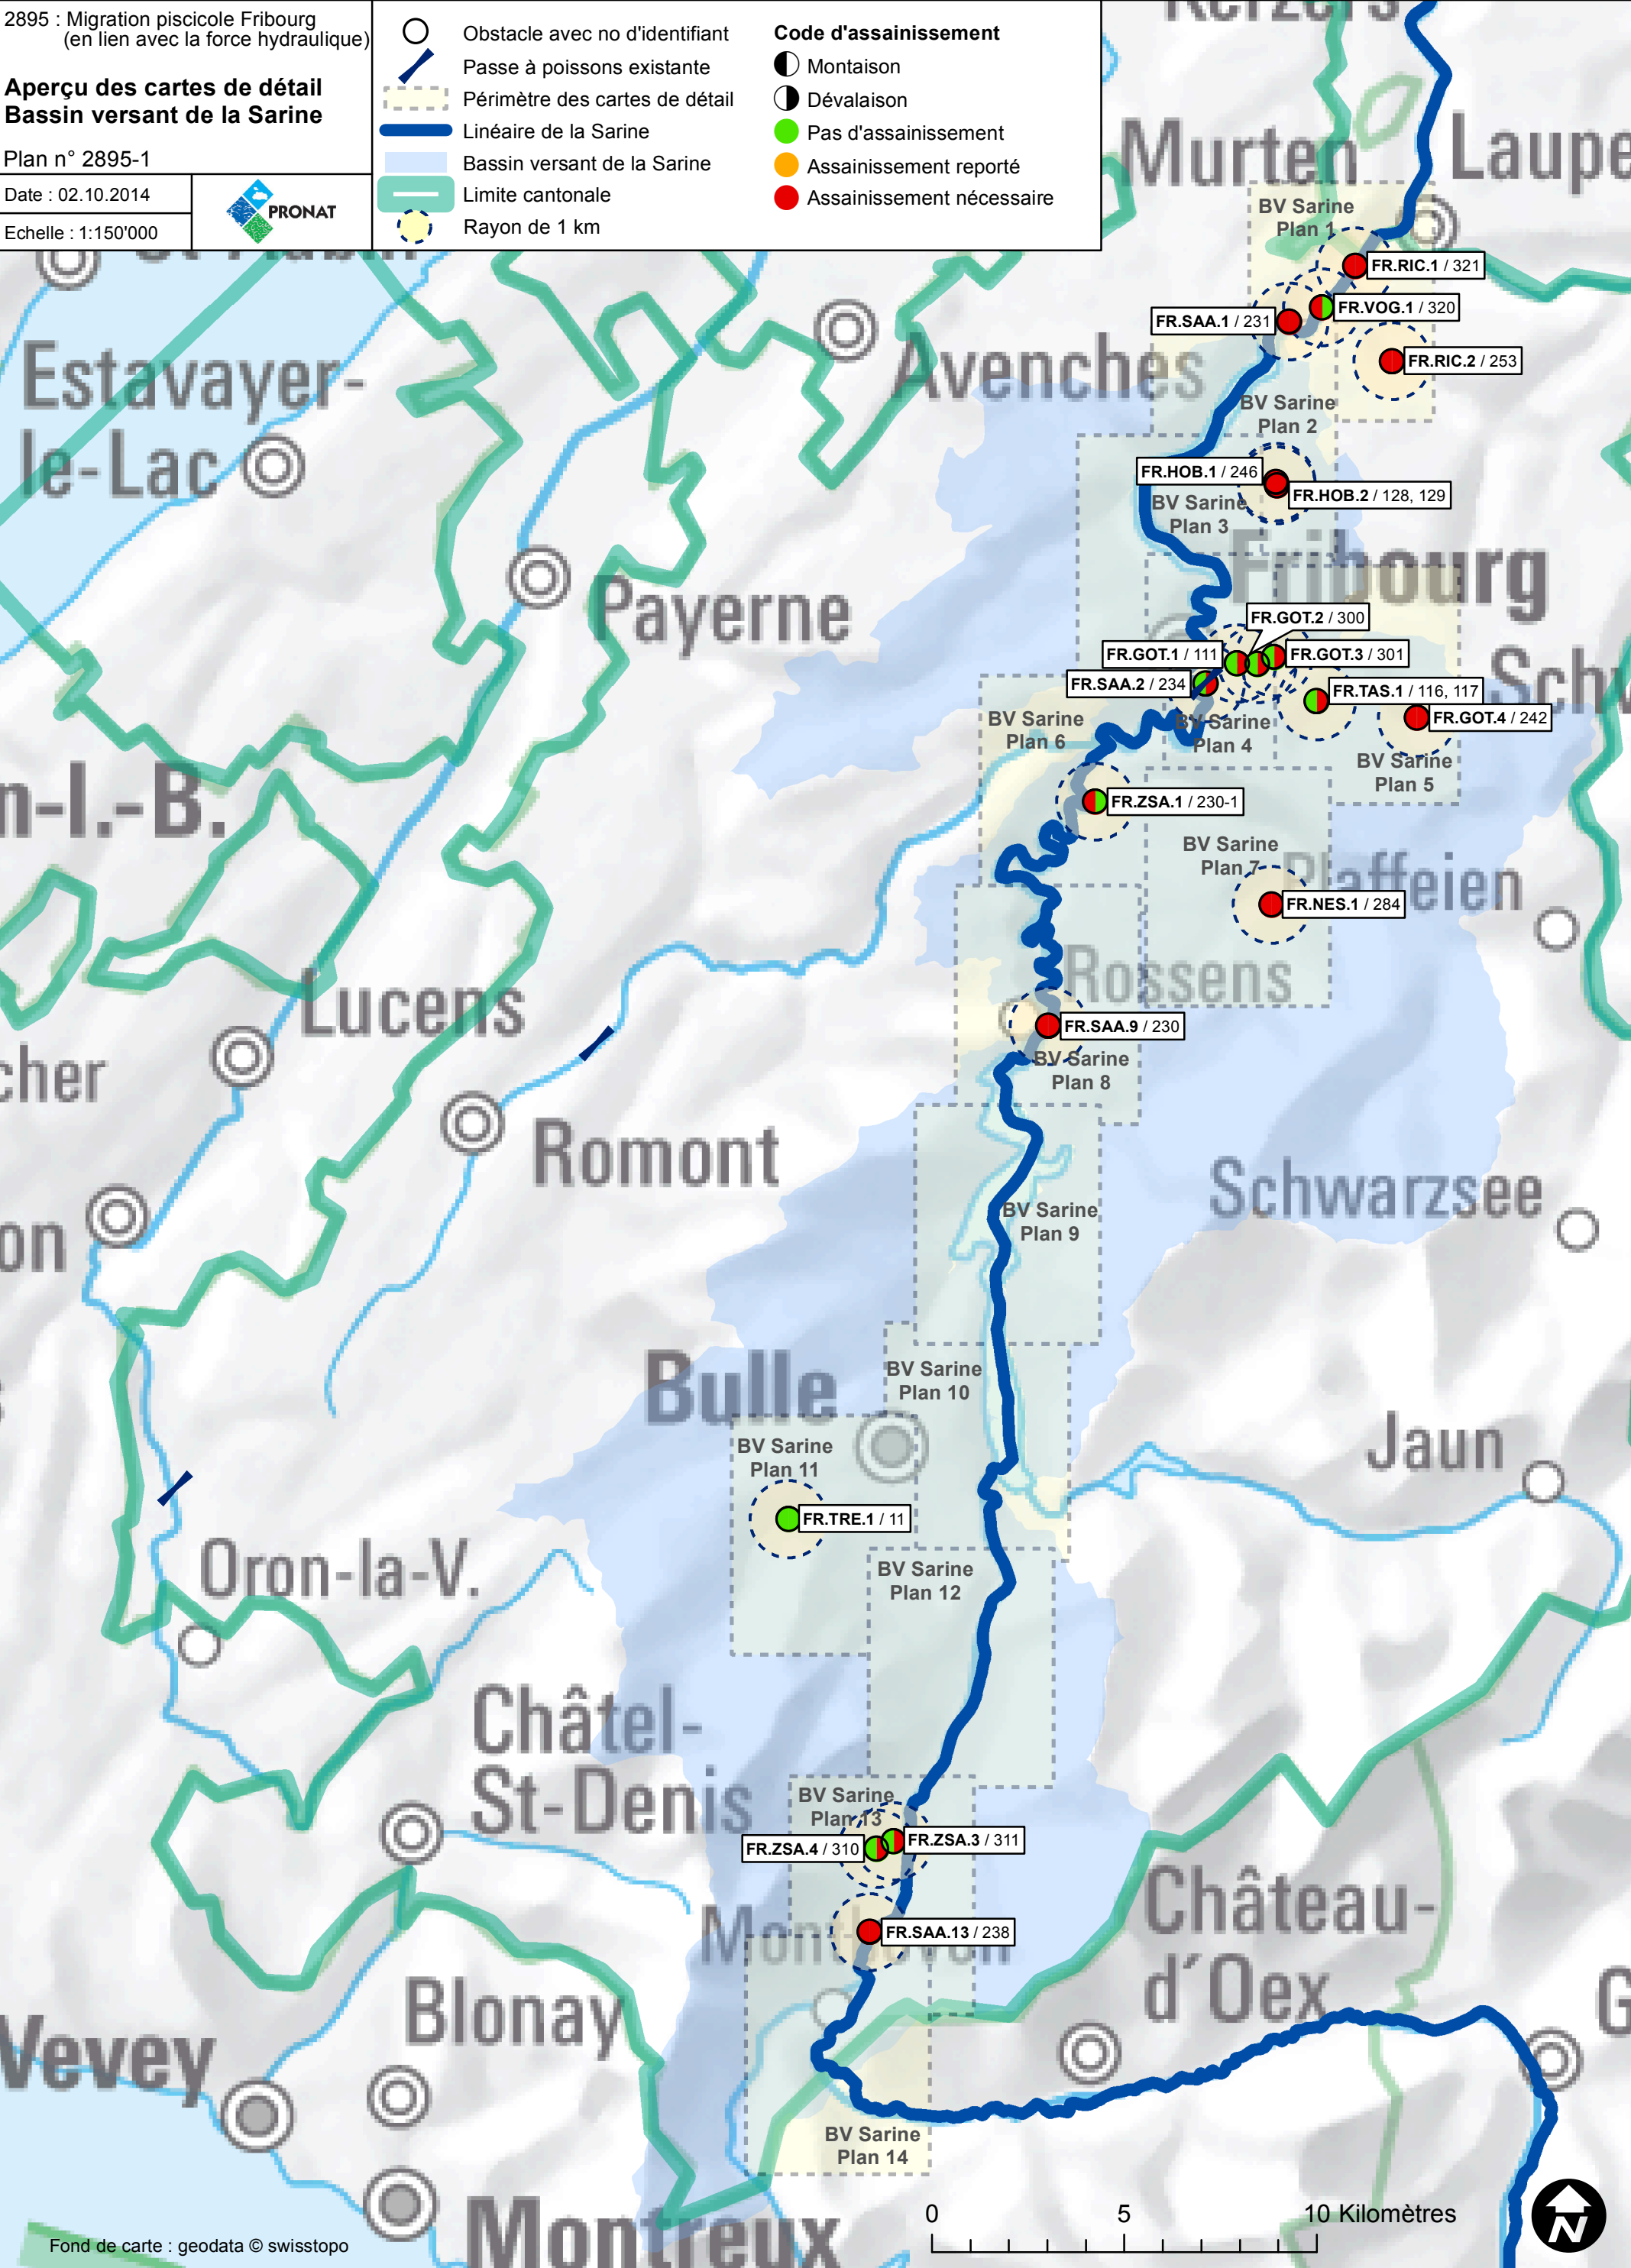 2895 : Migration piscicole Fribourg
(en lien avec la force hydraulique)
Aperçu des cartes de détail
Bassin versant de la Sarine
Plan n° 2895-1
Date : 02.10.2014
Echelle : 1:150'000
PRONAT
Obstacle avec no d'identifiant
Passe à poissons existante
Périmètre des cartes de détail
Linéaire de la Sarine
Bassin versant de la Sarine
Limite cantonale
Rayon de 1 km
Code d'assainissement
Montaison
Dévalaison
Pas d'assainissement
Assainissement reporté
Assainissement nécessaire
Kerzers
Murten
Laupe
BV Sarine
Plan 1
FR.RIC.1 / 321
FR.VOG.1 / 320
FR.SAA.1 / 231
FR.RIC.2 / 253
Avenches
Estavayer-
le-Lac
BV Sarine
Plan 2
FR.HOB.1 / 246
FR.HOB.2 / 128, 129
BV Sarine
Plan 3
Fribourg
Payerne
FR.GOT.2 / 300
FR.GOT.1 / 111
FR.GOT.3 / 301
FR.SAA.2 / 234
FR.TAS.1 / 116, 117
Schw
FR.GOT.4 / 242
BV Sarine
Plan 6
BV Sarine
Plan 4
BV Sarine
Plan 5
n-l.-B.
FR.ZSA.1 / 230-1
BV Sarine
Plan 7
Plaffeien
FR.NES.1 / 284
Rossens
Lucens
FR.SAA.9 / 230
BV Sarine
Plan 8
cher
Romont
Schwarzsee
BV Sarine
Plan 9
on
Bulle
BV Sarine
Plan 10
Jaun
BV Sarine
Plan 11
FR.TRE.1 / 11
Oron-la-V.
BV Sarine
Plan 12
Châtel-
St-Denis
BV Sarine
Plan 13
FR.ZSA.4 / 310
FR.ZSA.3 / 311
Château-
d'Oex
FR.SAA.13 / 238
Blonay
G
Vevey
BV Sarine
Plan 14
Montreux
0 5 10 Kilomètres
N
Fond de carte : geodata © swisstopo